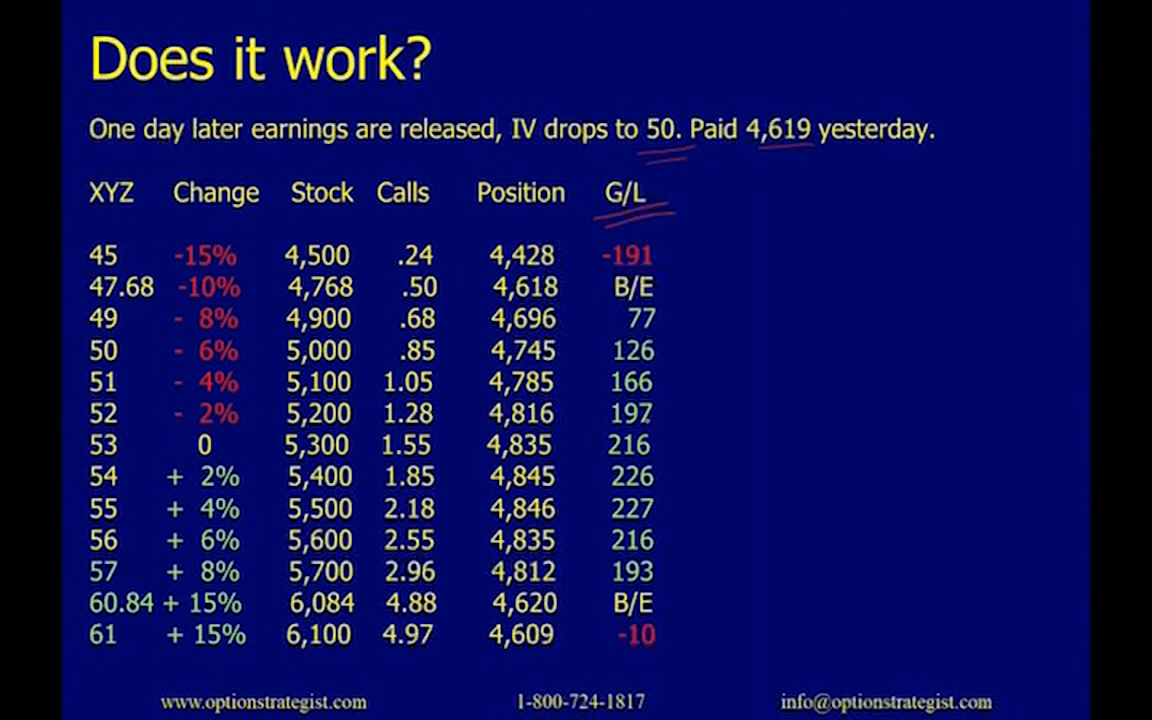 Does it work?
One day later earnings are released, IV drops to 50. Paid 4,619 yesterday.
XYZ Change Stock Calls Position G/L
45 -15% 4,500 .24 4,428 -191
47.68 -10% 4,768 .50 4,618 B/E
49 - 8% 4,900 .68 4,696 77
50 - 6% 5,000 .85 4,745 126
51 - 4% 5,100 1.05 4,785 166
52 - 2% 5,200 1.28 4,816 197
53 0 5,300 1.55 4,835 216
54 + 2% 5,400 1.85 4,845 226
55 + 4% 5,500 2.18 4,846 227
56 + 6% 5,600 2.55 4,835 216
57 + 8% 5,700 2.96 4,812 193
60.84 + 15% 6,084 4.88 4,620 B/E
61 + 15% 6,100 4.97 4,609 -10
www.optionstrategist.com 1-800-724-1817 info@optionstrategist.com